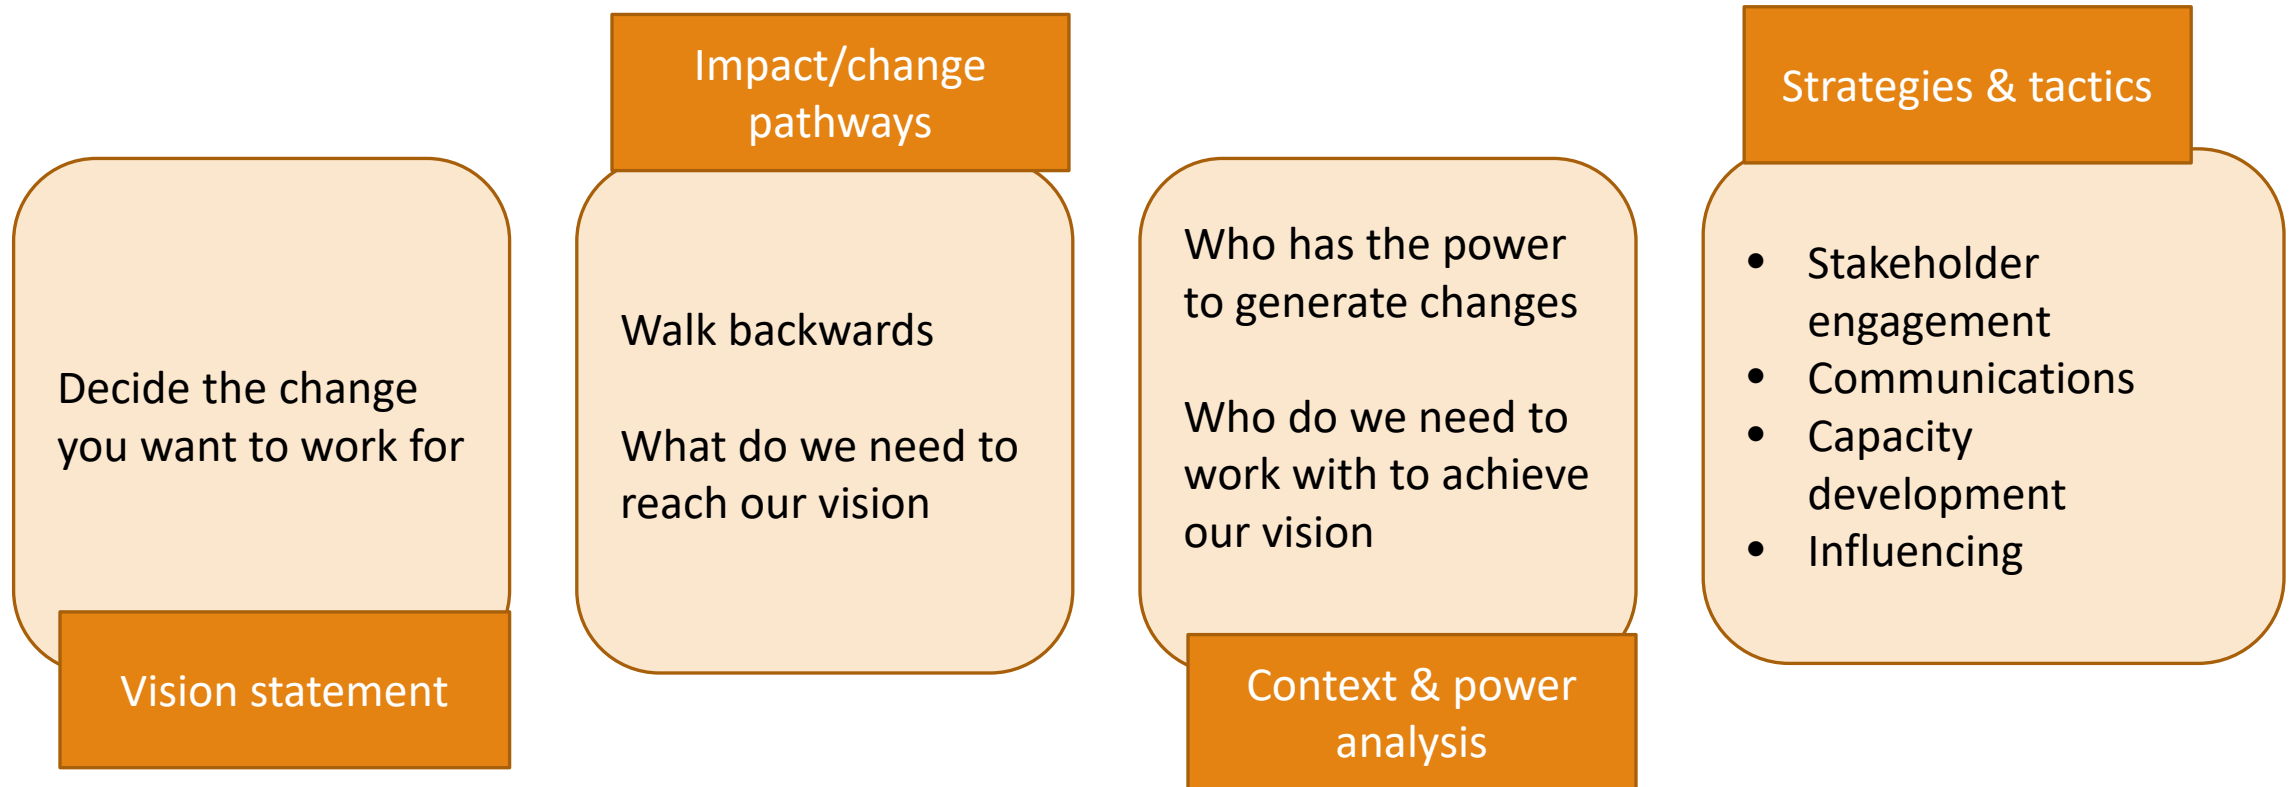 Decide the change
you want to work for
Vision statement
Impact/change
pathways
Walk backwards
What do we need to
reach our vision
Who has the power
to generate changes
Who do we need to
work with to achieve
our vision
Context & power
analysis
Strategies & tactics
• Stakeholder
engagement
• Communications
• Capacity
development
• Influencing